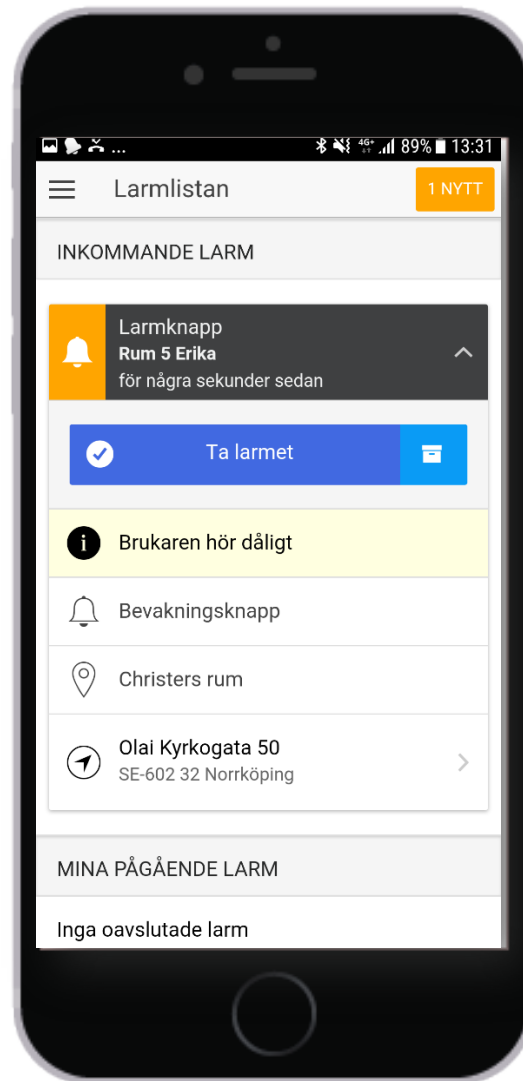 ... 4G+ 89% 13:31
Larmlistan 1 NYTT
INKOMMANDE LARM
Larmknapp
Rum 5 Erika
för några sekunder sedan
Ta larmet
i Brukaren hör dåligt
Bevakningsknapp
Christers rum
Olai Kyrkogata 50
SE-602 32 Norrköping
MINA PÅGÅENDE LARM
Inga oavslutade larm